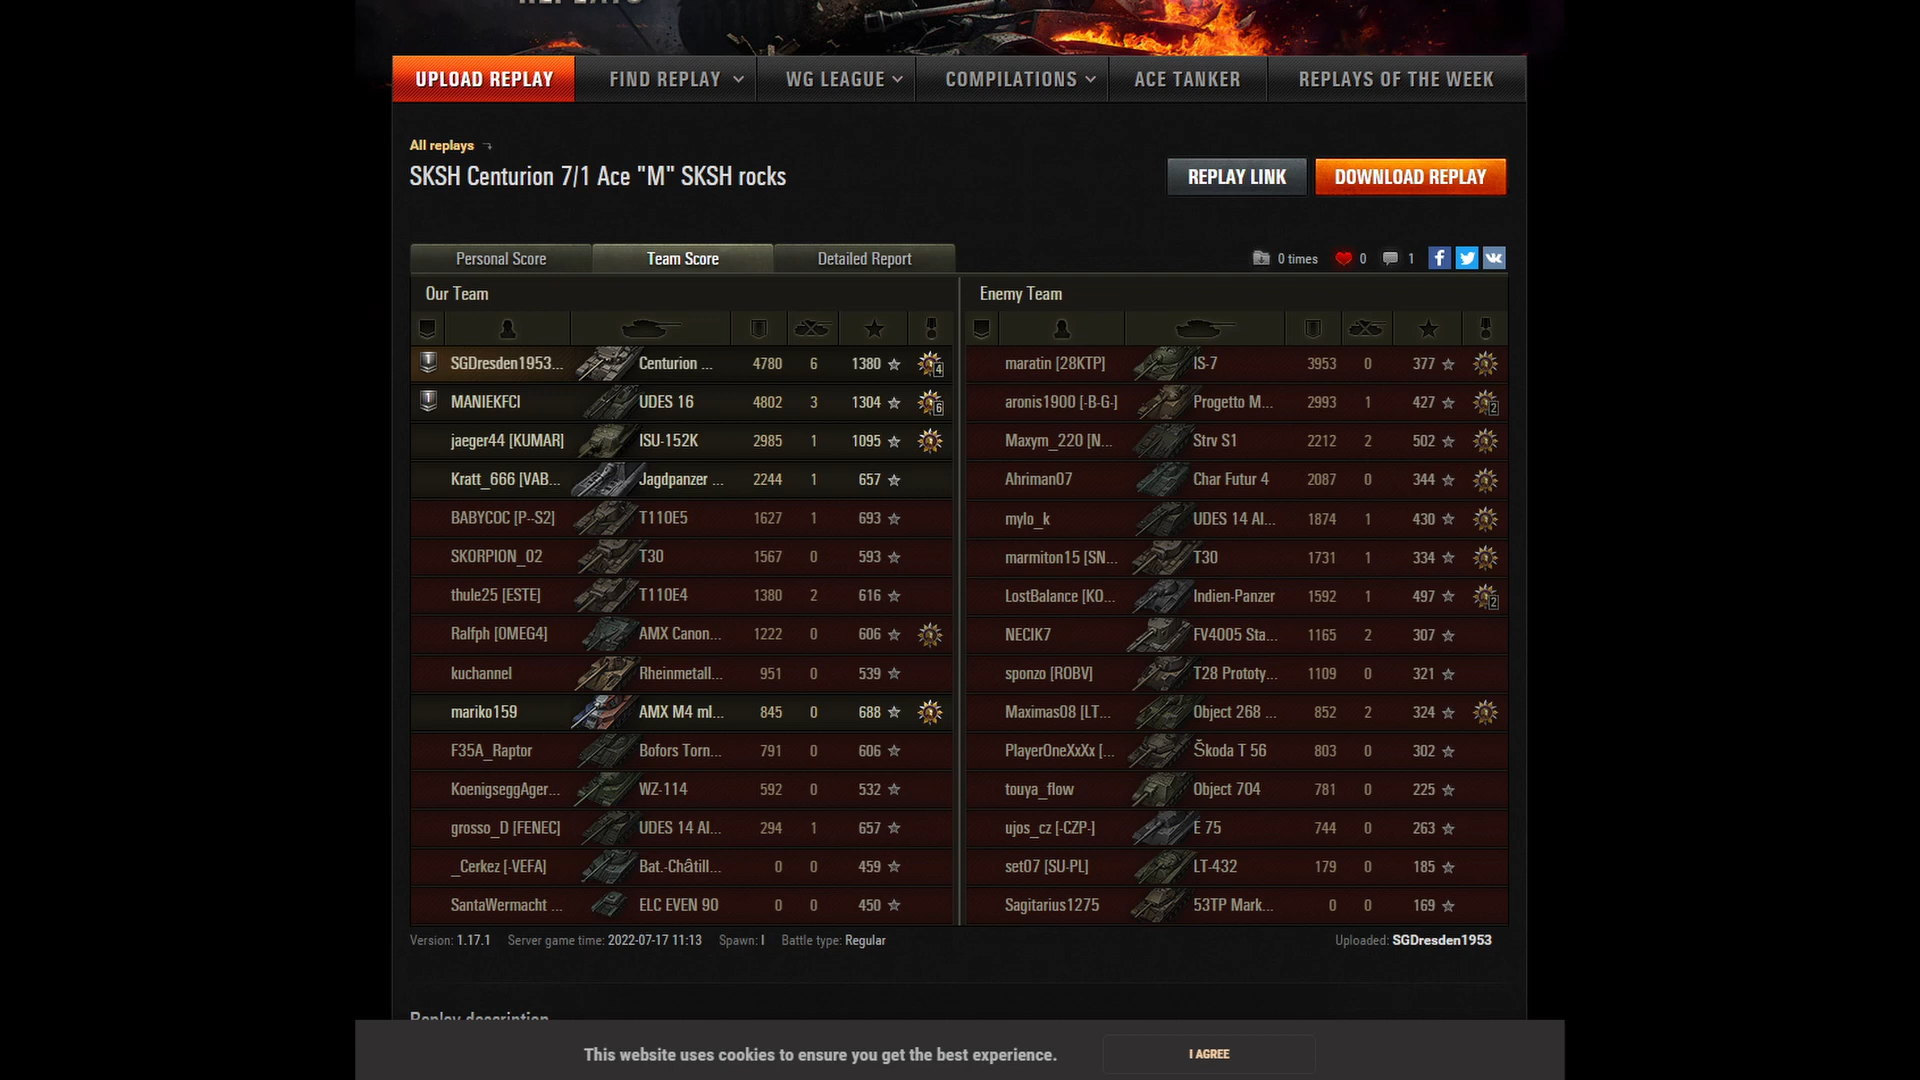 UPLOAD REPLAY FIND REPLAY WG LEAGUE COMPILATIONS ACE TANKER REPLAYS OF THE WEEK
All replays
SKSH Centurion 7/1 Ace "M" SKSH rocks
REPLAY LINK DOWNLOAD REPLAY
Personal Score Team Score Detailed Report 0 times 0 1
Our Team Enemy Team
SGDresden1953... Centurion ... 4780 6 1380 4 maratin [28KTP] IS-7 3953 0 377
MANIEKFCI UDES 16 4802 3 1304 6 aronis1900 [-B-G-] Progetto M... 2993 1 427 2
jaeger44 [KUMAR] ISU-152K 2985 1 1095 Maxym_220 [N... Strv S1 2212 2 502
Kratt_666 [VAB... Jagdpanzer ... 2244 1 657 Ahriman07 Char Futur 4 2087 0 344
BABYCOC [P--S2] T110E5 1627 1 693 mylo_k UDES 14 Al... 1874 1 430
SKORPION_02 T30 1567 0 593 marmiton15 [SN... T30 1731 1 334
thule25 [ESTE] T110E4 1380 2 616 LostBalance [KO... Indien-Panzer 1592 1 497 2
Ralfph [OMEG4] AMX Canon... 1222 0 606 NECIK7 FV4005 Sta... 1165 2 307
kuchannel Rheinmetall... 951 0 539 sponzo [ROBV] T28 Prototy... 1109 0 321
mariko159 AMX M4 ml... 845 0 688 Maximas08 [LT... Object 268 ... 852 2 324
F35A_Raptor Bofors Torn... 791 0 606 PlayerOneXxXx [... Škoda T 56 803 0 302
KoenigseggAger... WZ-114 592 0 532 touya_flow Object 704 781 0 225
grosso_D [FENEC] UDES 14 Al... 294 1 657 ujos_cz [-CZP-] E 75 744 0 263
_Cerkez [-VEFA] Bat.-Châtill... 0 0 459 set07 [SU-PL] LT-432 179 0 185
SantaWermacht ... ELC EVEN 90 0 0 450 Sagitarius1275 53TP Mark... 0 0 169
Version: 1.17.1 Server game time: 2022-07-17 11:13 Spawn: I Battle type: Regular Uploaded: SGDresden1953
Replay description
This website uses cookies to ensure you get the best experience. I AGREE